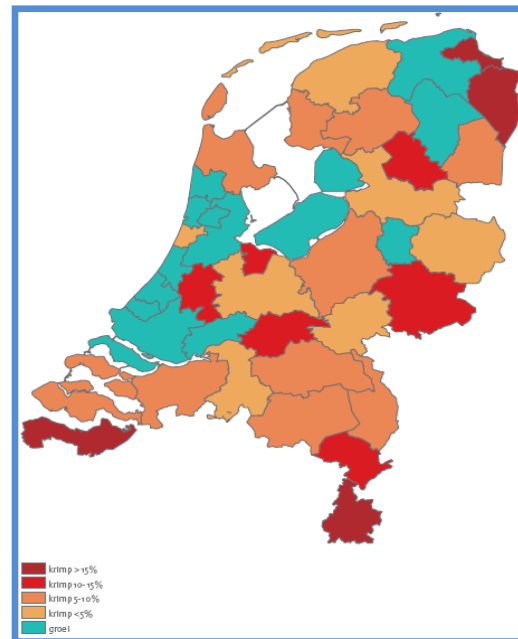 krimp >15%
krimp 10-15%
krimp 5-10%
krimp <5%
groei